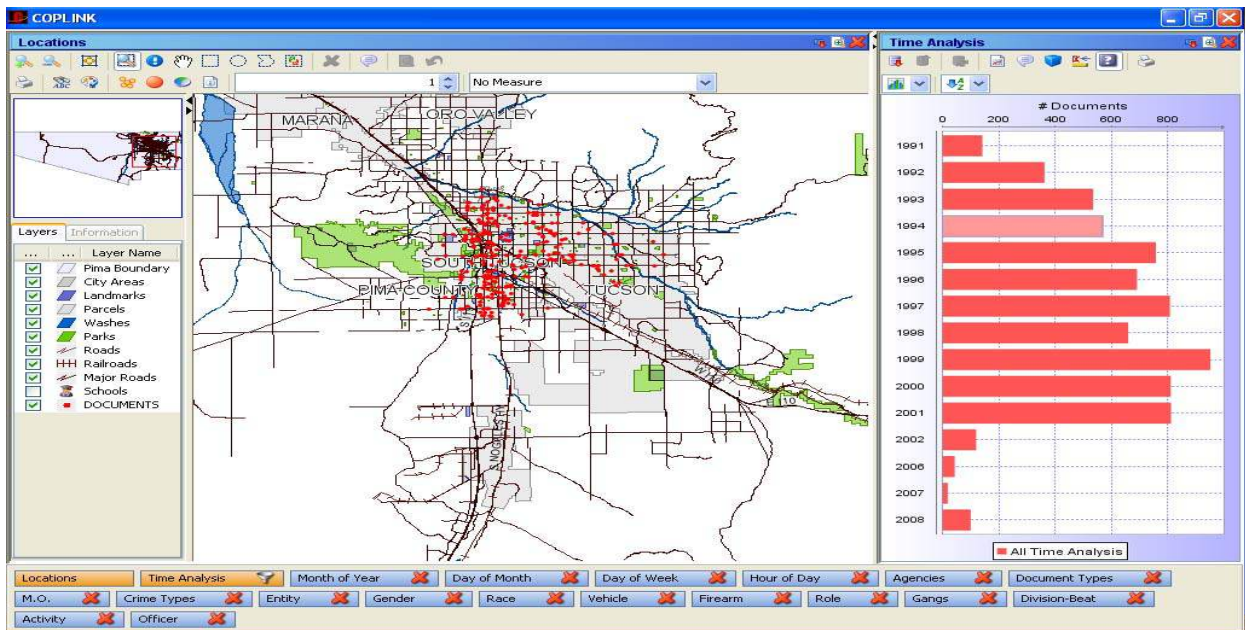 COPLINK
Locations
1 No Measure
Layers Information
... ... Layer Name
Pima Boundary
City Areas
Landmarks
Parcels
Washes
Parks
Roads
Railroads
Major Roads
Schools
DOCUMENTS
MARANA
ORO VALLEY
SOUTH TUCSON
PIMA COUNTY
TUCSON
S NOGALES
I 10
Time Analysis
# Documents
0 200 400 600 800
1991
1992
1993
1994
1995
1996
1997
1998
1999
2000
2001
2002
2006
2007
2008
All Time Analysis
Locations Time Analysis Month of Year Day of Month Day of Week Hour of Day Agencies Document Types
M.O. Crime Types Entity Gender Race Vehicle Firearm Role Gangs Division-Beat
Activity Officer